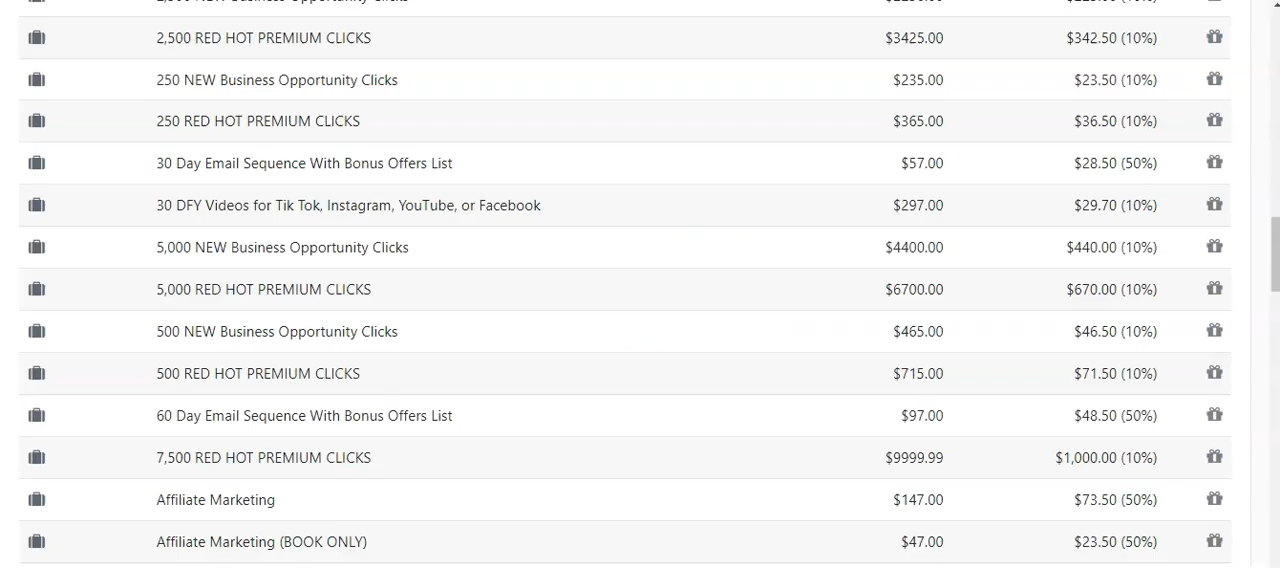 2,500 RED HOT PREMIUM CLICKS $3425.00 $342.50 (10%)
250 NEW Business Opportunity Clicks $235.00 $23.50 (10%)
250 RED HOT PREMIUM CLICKS $365.00 $36.50 (10%)
30 Day Email Sequence With Bonus Offers List $57.00 $28.50 (50%)
30 DFY Videos for Tik Tok, Instagram, YouTube, or Facebook $297.00 $29.70 (10%)
5,000 NEW Business Opportunity Clicks $4400.00 $440.00 (10%)
5,000 RED HOT PREMIUM CLICKS $6700.00 $670.00 (10%)
500 NEW Business Opportunity Clicks $465.00 $46.50 (10%)
500 RED HOT PREMIUM CLICKS $715.00 $71.50 (10%)
60 Day Email Sequence With Bonus Offers List $97.00 $48.50 (50%)
7,500 RED HOT PREMIUM CLICKS $9999.99 $1,000.00 (10%)
Affiliate Marketing $147.00 $73.50 (50%)
Affiliate Marketing (BOOK ONLY) $47.00 $23.50 (50%)